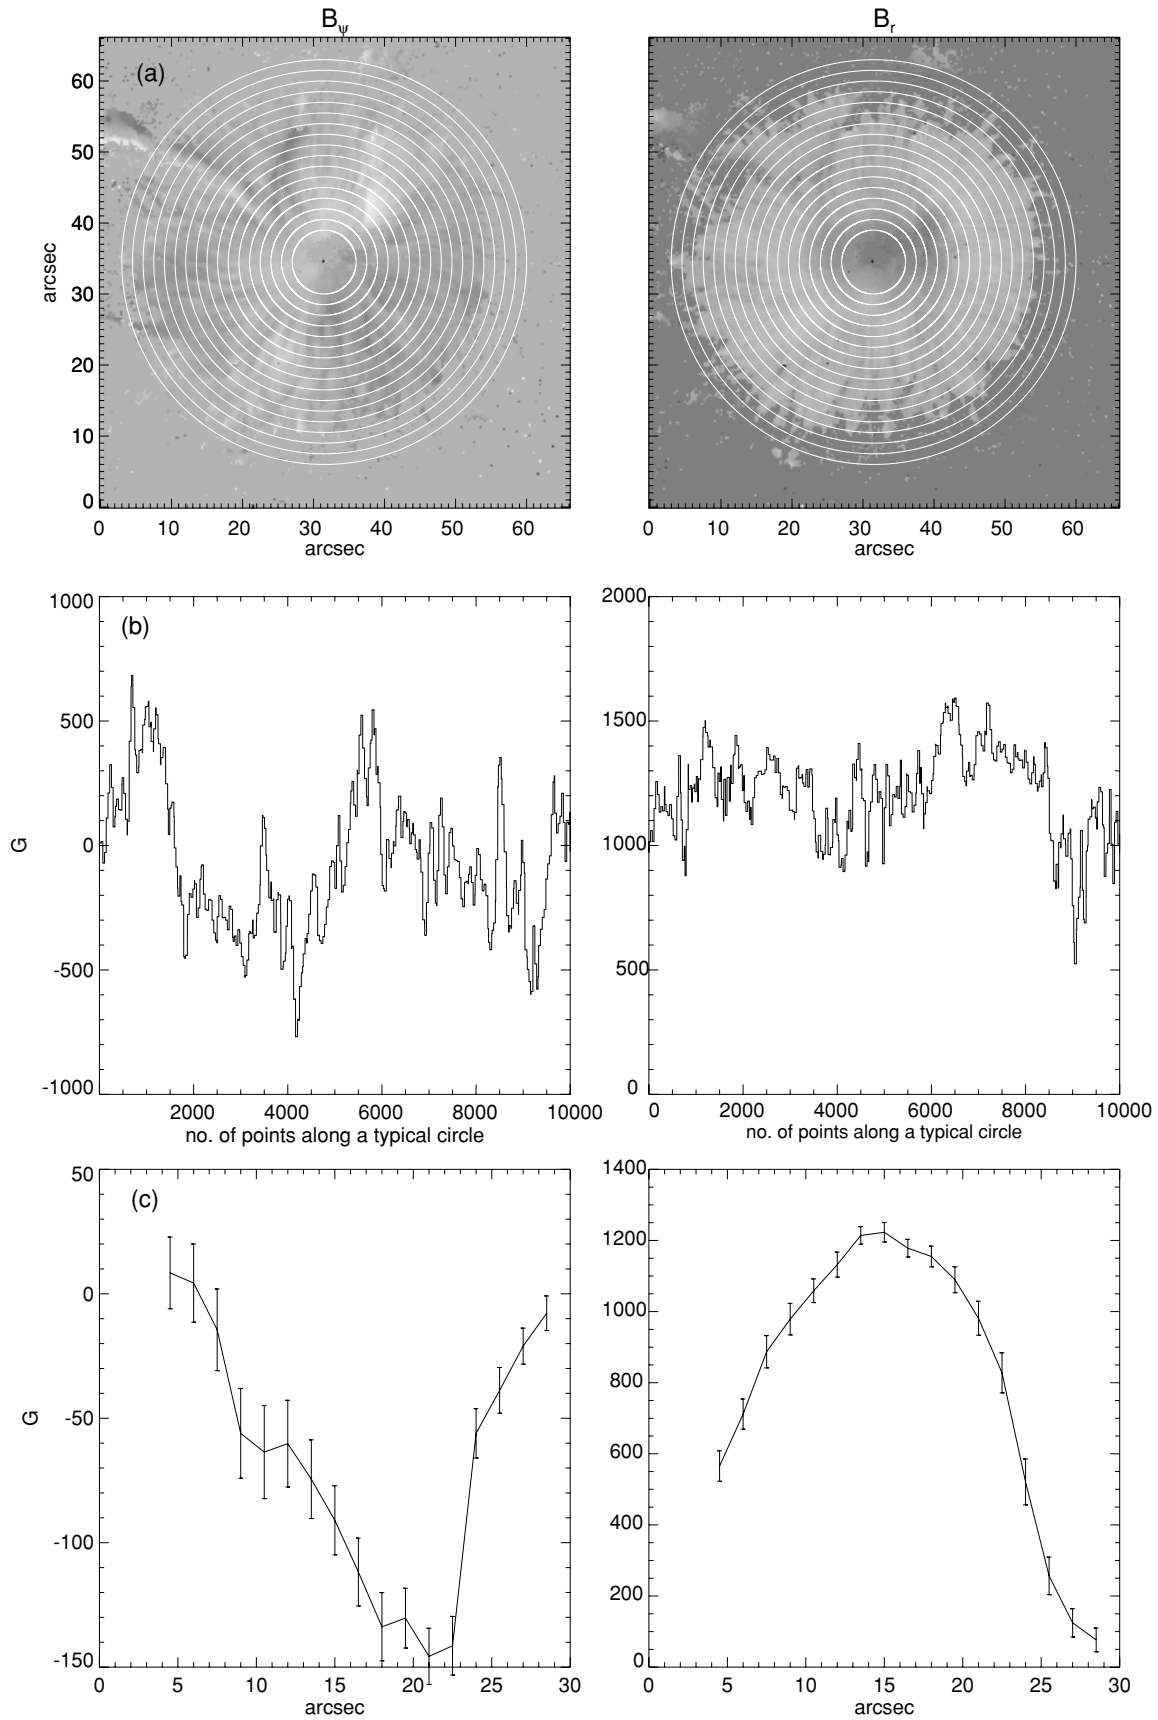 B_ψ B_r
(a)
60
50
40
30
20
10
0
arcsec
0 10 20 30 40 50 60
arcsec
0 10 20 30 40 50 60
arcsec
(b)
1000
500
0
-500
-1000
G
2000 4000 6000 8000 10000
no. of points along a typical circle
2000
1500
1000
500
0
0 2000 4000 6000 8000 10000
no. of points along a typical circle
(c)
50
0
-50
-100
-150
G
0 5 10 15 20 25 30
arcsec
1400
1200
1000
800
600
400
200
0
0 5 10 15 20 25 30
arcsec